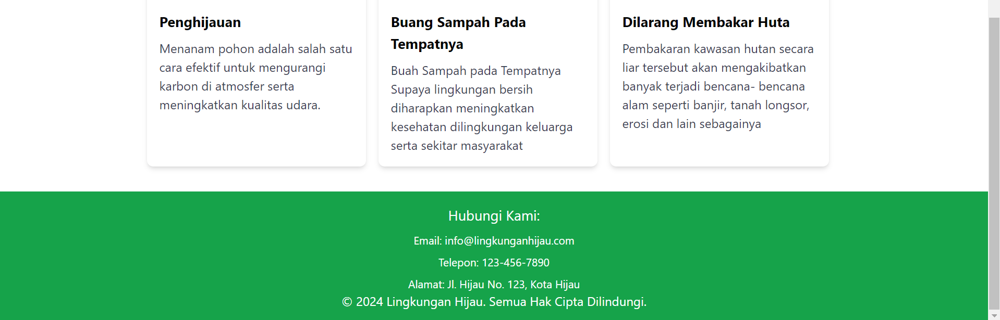 Penghijauan
Menanam pohon adalah salah satu
cara efektif untuk mengurangi
karbon di atmosfer serta
meningkatkan kualitas udara.
Buang Sampah Pada
Tempatnya
Buah Sampah pada Tempatnya
Supaya lingkungan bersih
diharapkan meningkatkan
kesehatan dilingkungan keluarga
serta sekitar masyarakat
Dilarang Membakar Huta
Pembakaran kawasan hutan secara
liar tersebut akan mengakibatkan
banyak terjadi bencana- bencana
alam seperti banjir, tanah longsor,
erosi dan lain sebagainya
Hubungi Kami:
Email: info@lingkunganhijau.com
Telepon: 123-456-7890
Alamat: Jl. Hijau No. 123, Kota Hijau
© 2024 Lingkungan Hijau. Semua Hak Cipta Dilindungi.